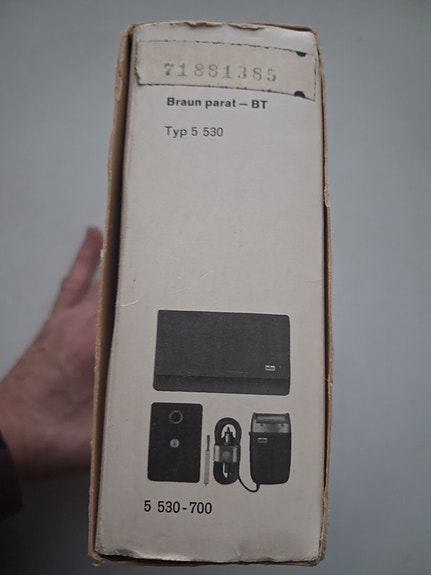 71881385
Braun parat – BT
Typ 5 530
5 530-700